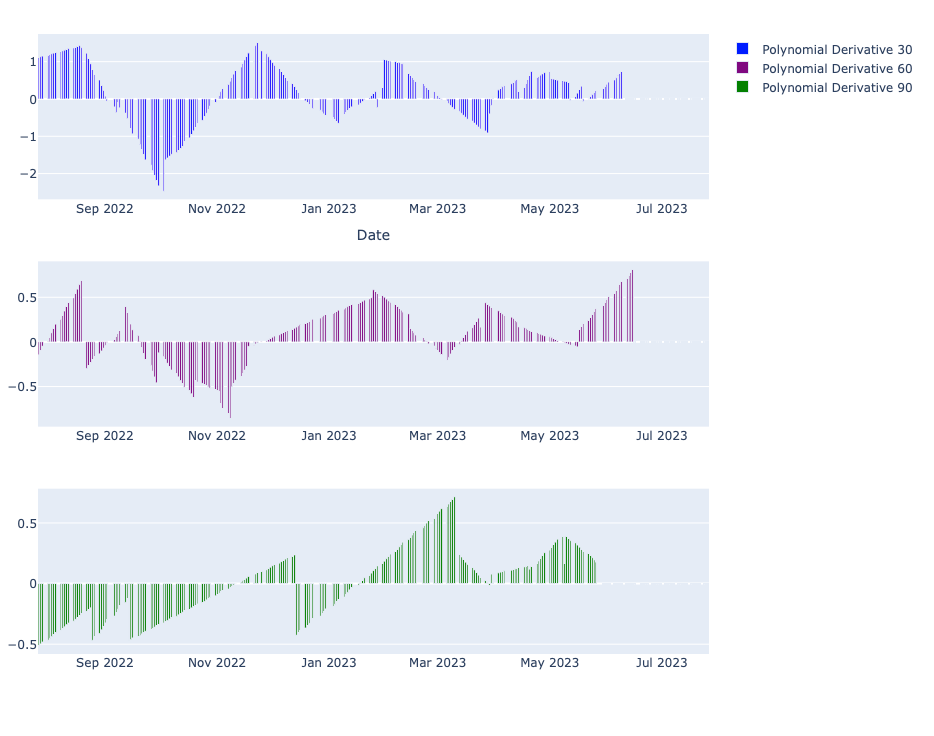 Polynomial Derivative 30
Polynomial Derivative 60
Polynomial Derivative 90
1
0
−1
−2
Sep 2022 Nov 2022 Jan 2023 Mar 2023 May 2023 Jul 2023
Date
0.5
0
−0.5
Sep 2022 Nov 2022 Jan 2023 Mar 2023 May 2023 Jul 2023
0.5
0
−0.5
Sep 2022 Nov 2022 Jan 2023 Mar 2023 May 2023 Jul 2023